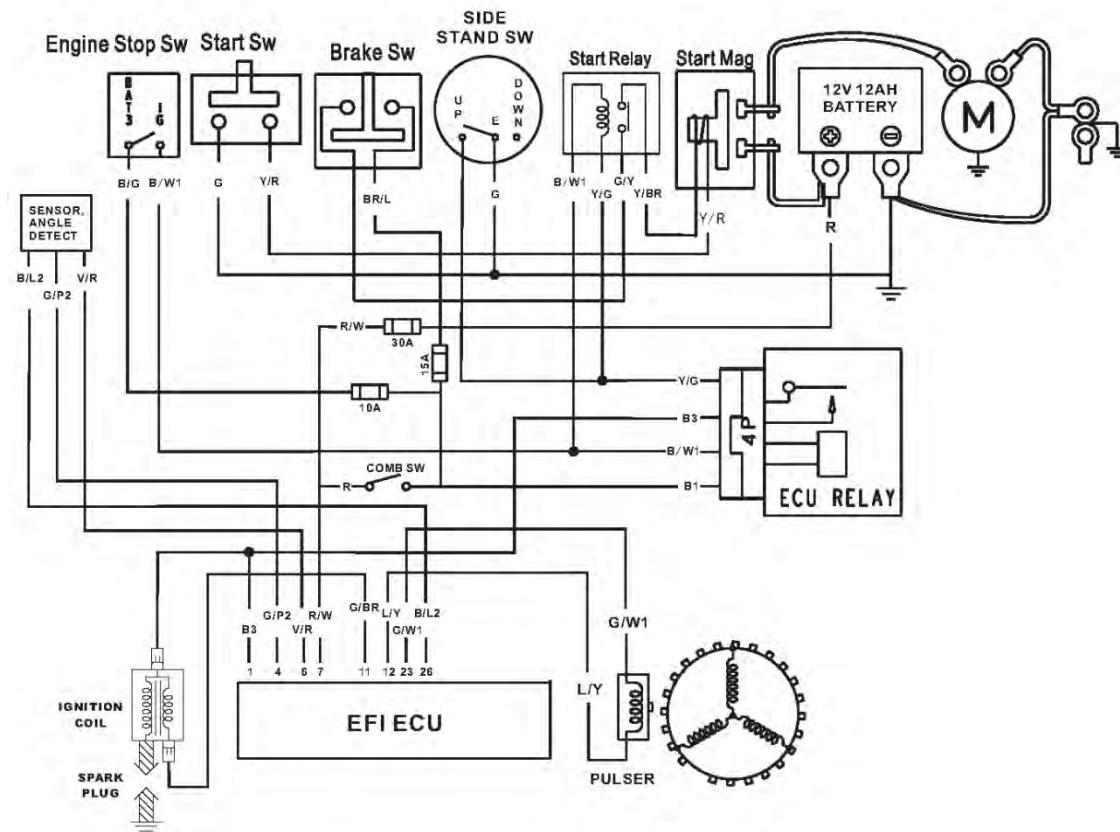 SIDE
STAND SW
Engine Stop Sw
Start Sw
Brake Sw
Start Relay
Start Mag
BAT3
IG
UP
E
DOWN
12V 12AH
BATTERY
M
B/G
B/W1
G
Y/R
BR/L
G
B/W1
Y/G
G/Y
Y/BR
Y/R
R
SENSOR,
ANGLE
DETECT
B/L2
G/P2
V/R
R/W
30A
15A
10A
Y/G
B3
B/W1
B1
4P
ECU RELAY
COMB SW
R
B3
G/P2
V/R
R/W
G/BR
L/Y
G/W1
B/L2
1 4 6 7 11 12 23 26
EFI ECU
G/W1
L/Y
PULSER
IGNITION
COIL
SPARK
PLUG